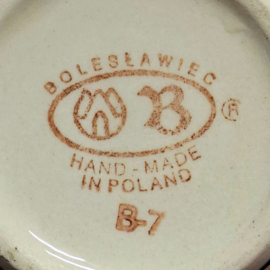 BOLESŁAWIEC
B ®
HAND-MADE
IN POLAND
B-7